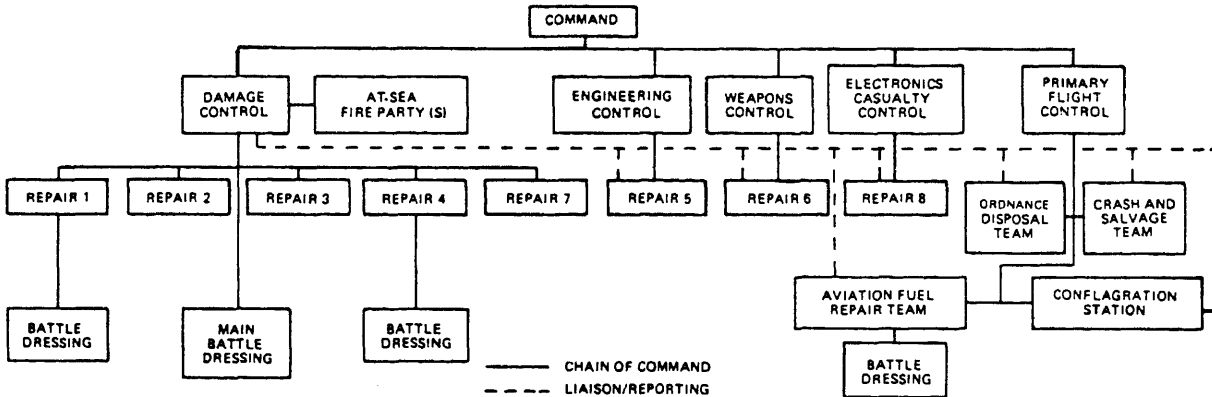 COMMAND
DAMAGE
CONTROL
AT-SEA
FIRE PARTY (S)
ENGINEERING
CONTROL
WEAPONS
CONTROL
ELECTRONICS
CASUALTY
CONTROL
PRIMARY
FLIGHT
CONTROL
REPAIR 1
REPAIR 2
REPAIR 3
REPAIR 4
REPAIR 7
REPAIR 5
REPAIR 6
REPAIR 8
ORDNANCE
DISPOSAL
TEAM
CRASH AND
SALVAGE
TEAM
AVIATION FUEL
REPAIR TEAM
CONFLAGRATION
STATION
BATTLE
DRESSING
MAIN
BATTLE
DRESSING
BATTLE
DRESSING
BATTLE
DRESSING
CHAIN OF COMMAND
LIAISON/REPORTING